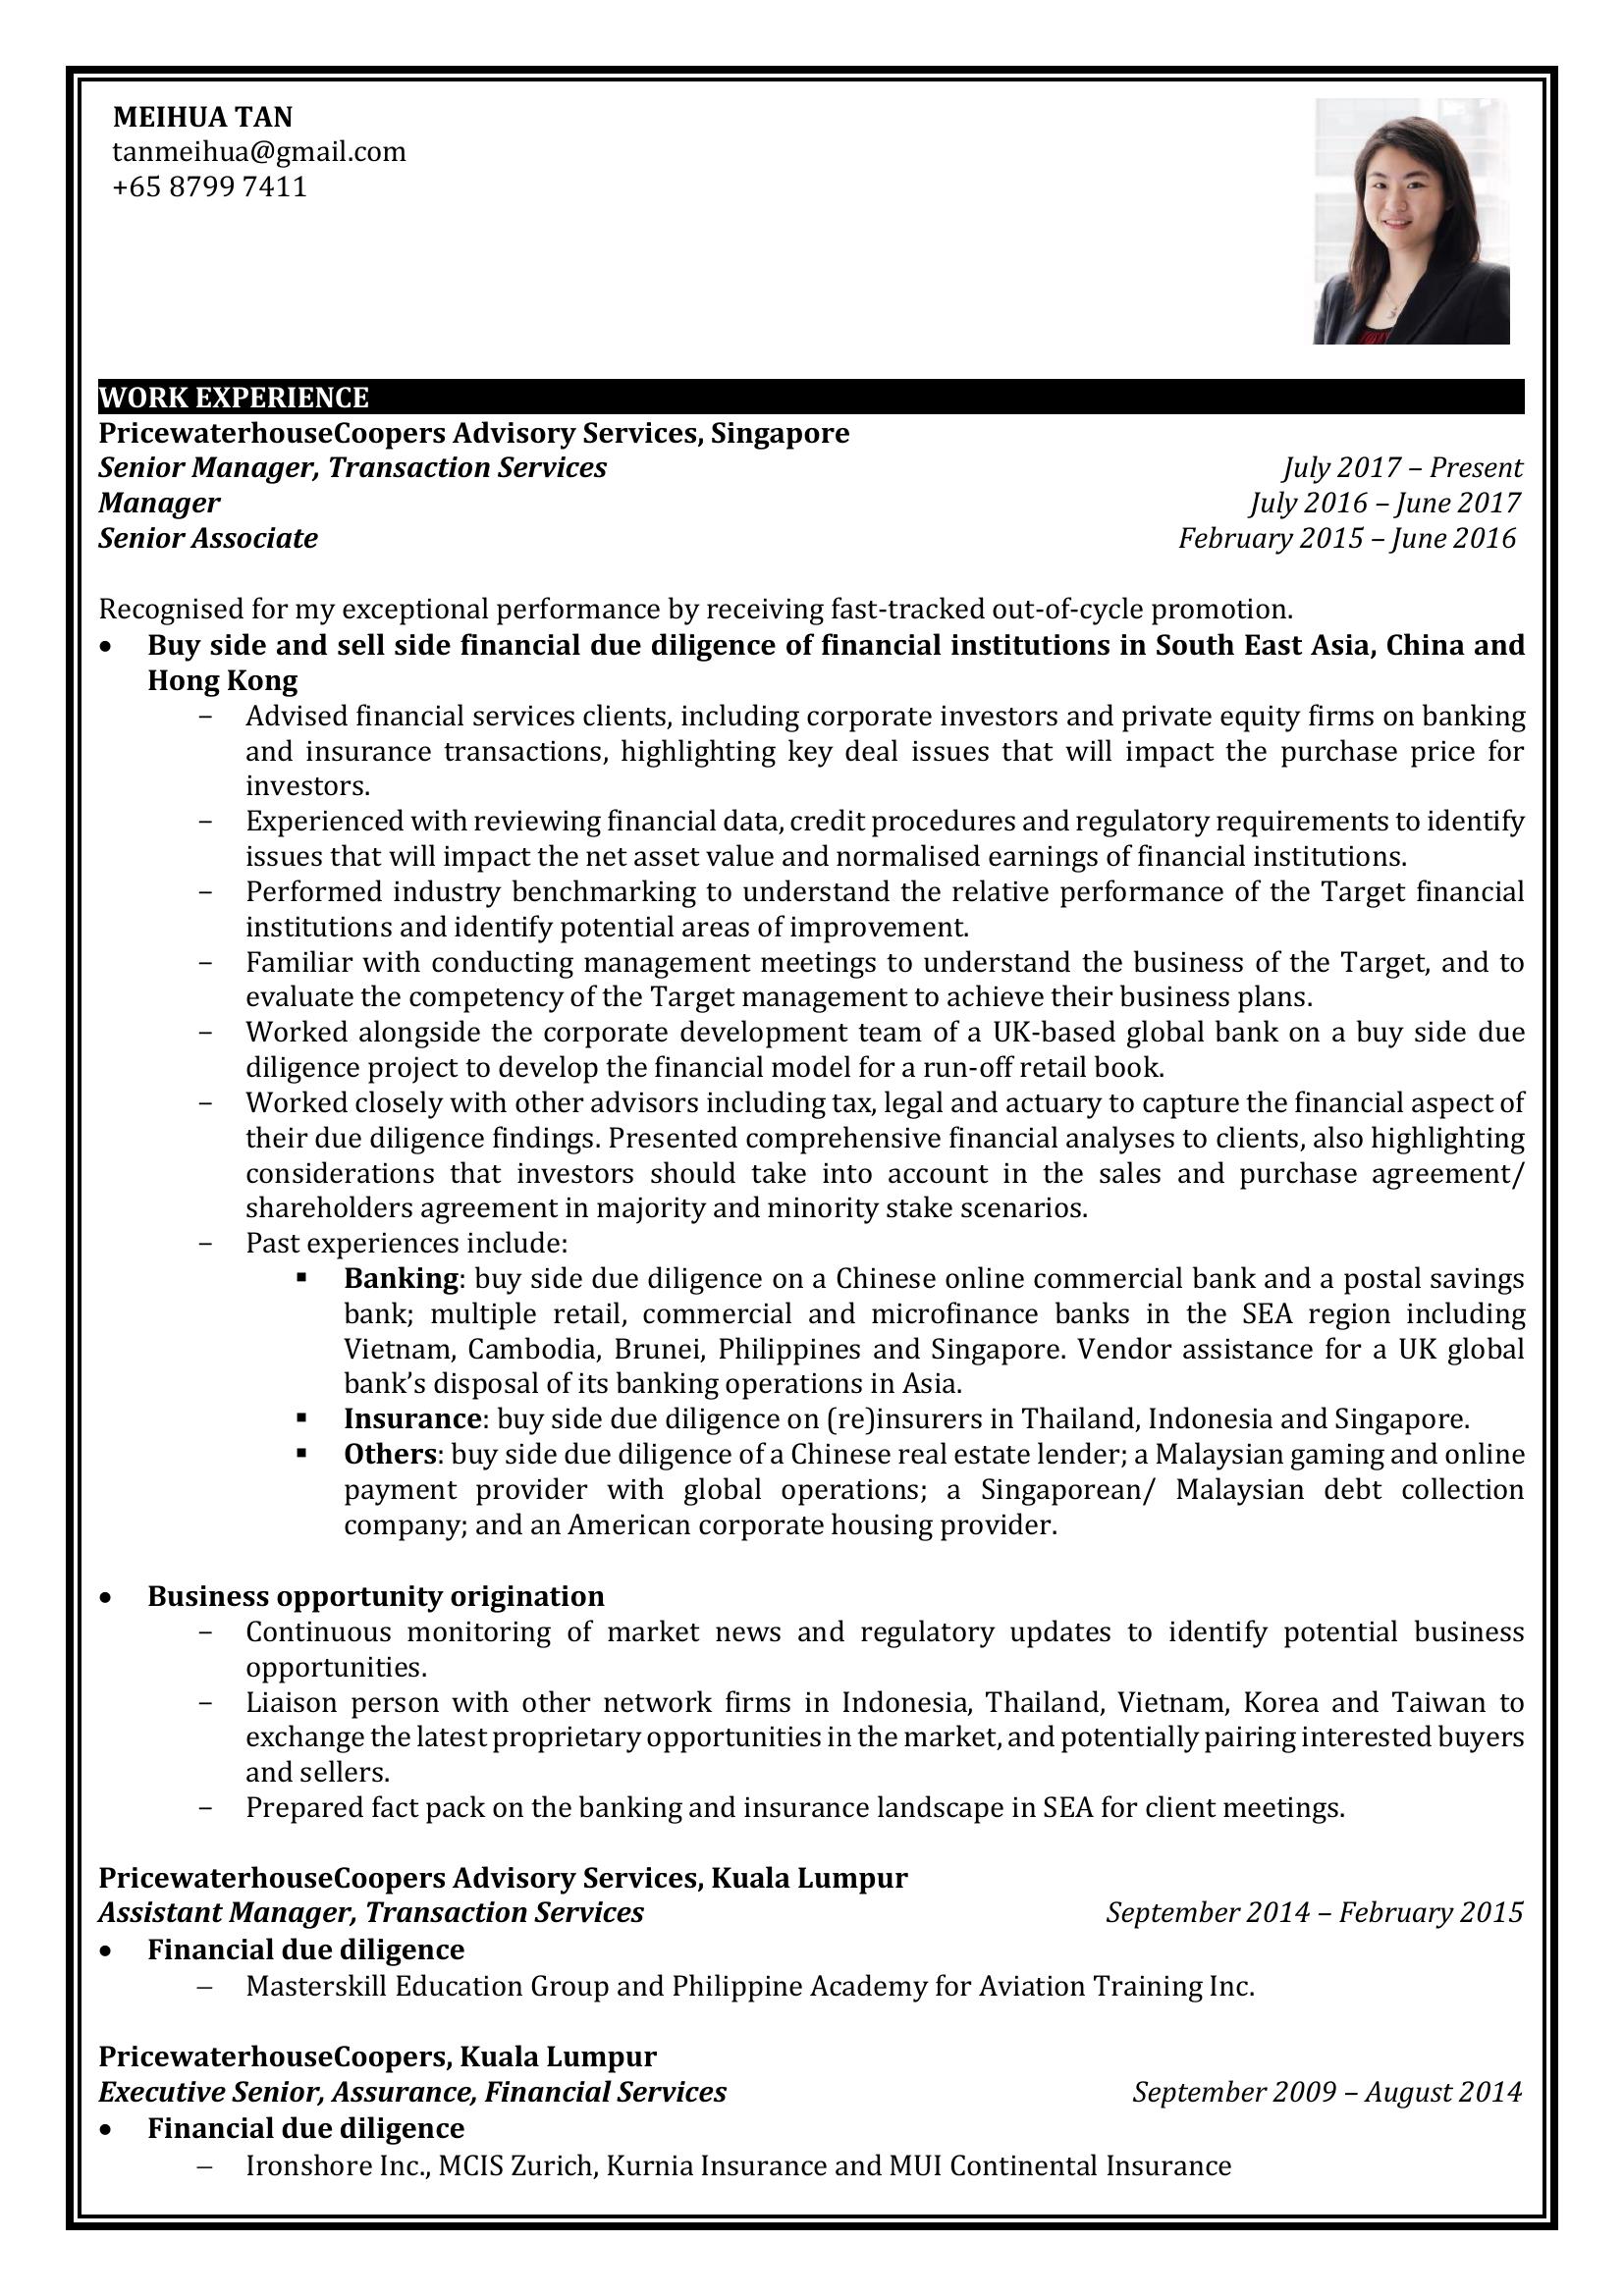 MEIHUA TAN
tanmeihua@gmail.com
+65 8799 7411
WORK EXPERIENCE
PricewaterhouseCoopers Advisory Services, Singapore
Senior Manager, Transaction Services July 2017 – Present
Manager July 2016 – June 2017
Senior Associate February 2015 – June 2016
Recognised for my exceptional performance by receiving fast-tracked out-of-cycle promotion.
• Buy side and sell side financial due diligence of financial institutions in South East Asia, China and
Hong Kong
– Advised financial services clients, including corporate investors and private equity firms on banking
and insurance transactions, highlighting key deal issues that will impact the purchase price for
investors.
– Experienced with reviewing financial data, credit procedures and regulatory requirements to identify
issues that will impact the net asset value and normalised earnings of financial institutions.
– Performed industry benchmarking to understand the relative performance of the Target financial
institutions and identify potential areas of improvement.
– Familiar with conducting management meetings to understand the business of the Target, and to
evaluate the competency of the Target management to achieve their business plans.
– Worked alongside the corporate development team of a UK-based global bank on a buy side due
diligence project to develop the financial model for a run-off retail book.
– Worked closely with other advisors including tax, legal and actuary to capture the financial aspect of
their due diligence findings. Presented comprehensive financial analyses to clients, also highlighting
considerations that investors should take into account in the sales and purchase agreement/
shareholders agreement in majority and minority stake scenarios.
– Past experiences include:
▪ Banking: buy side due diligence on a Chinese online commercial bank and a postal savings
bank; multiple retail, commercial and microfinance banks in the SEA region including
Vietnam, Cambodia, Brunei, Philippines and Singapore. Vendor assistance for a UK global
bank’s disposal of its banking operations in Asia.
▪ Insurance: buy side due diligence on (re)insurers in Thailand, Indonesia and Singapore.
▪ Others: buy side due diligence of a Chinese real estate lender; a Malaysian gaming and online
payment provider with global operations; a Singaporean/ Malaysian debt collection
company; and an American corporate housing provider.
• Business opportunity origination
– Continuous monitoring of market news and regulatory updates to identify potential business
opportunities.
– Liaison person with other network firms in Indonesia, Thailand, Vietnam, Korea and Taiwan to
exchange the latest proprietary opportunities in the market, and potentially pairing interested buyers
and sellers.
– Prepared fact pack on the banking and insurance landscape in SEA for client meetings.
PricewaterhouseCoopers Advisory Services, Kuala Lumpur
Assistant Manager, Transaction Services September 2014 – February 2015
• Financial due diligence
– Masterskill Education Group and Philippine Academy for Aviation Training Inc.
PricewaterhouseCoopers, Kuala Lumpur
Executive Senior, Assurance, Financial Services September 2009 – August 2014
• Financial due diligence
– Ironshore Inc., MCIS Zurich, Kurnia Insurance and MUI Continental Insurance